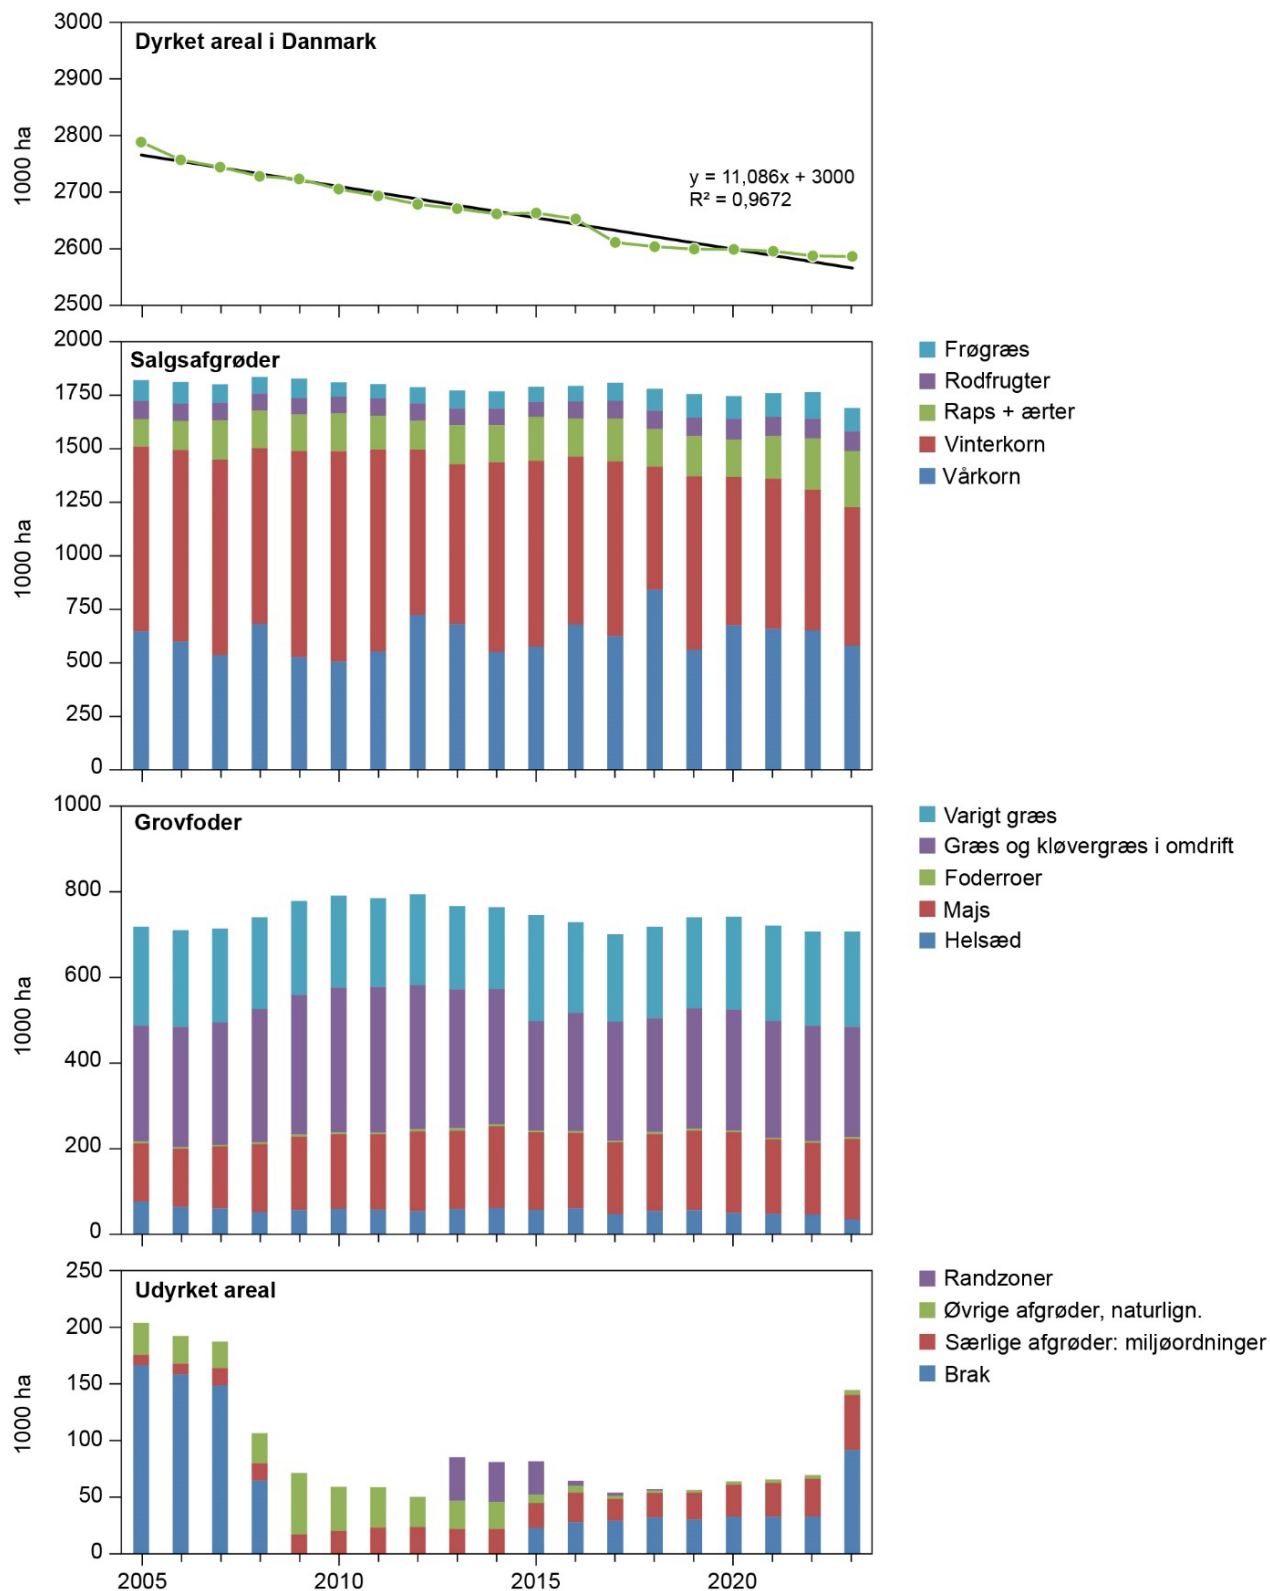 Dyrket areal i Danmark
3000
2900
2800
2700
2600
2500
1000 ha
y = 11,086x + 3000
R² = 0,9672
Salgsafgrøder
2000
1750
1500
1250
1000
750
500
250
0
1000 ha
Frøgræs
Rodfrugter
Raps + ærter
Vinterkorn
Vårkorn
Grovfoder
1000
800
600
400
200
0
1000 ha
Varigt græs
Græs og kløvergræs i omdrift
Foderroer
Majs
Helsæd
Udyrket areal
250
200
150
100
50
0
1000 ha
Randzoner
Øvrige afgrøder, naturlign.
Særlige afgrøder: miljøordninger
Brak
2005
2010
2015
2020